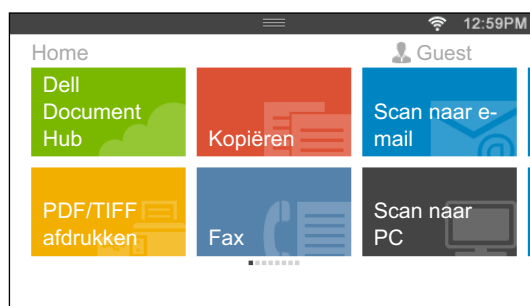 12:59PM
Home
Guest
Dell
Document
Hub
Kopiëren
Scan naar e-
mail
PDF/TIFF
afdrukken
Fax
Scan naar
PC